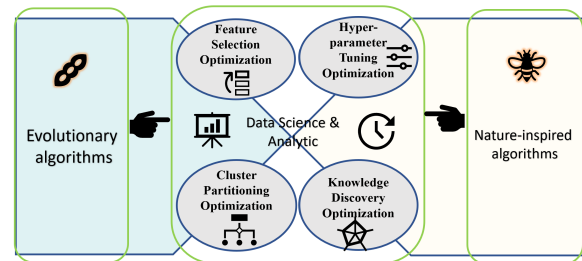 Feature
Selection
Optimization
Hyper-
parameter
Tuning
Optimization
Evolutionary
algorithms
Data Science &
Analytic
Nature-inspired
algorithms
Cluster
Partitioning
Optimization
Knowledge
Discovery
Optimization